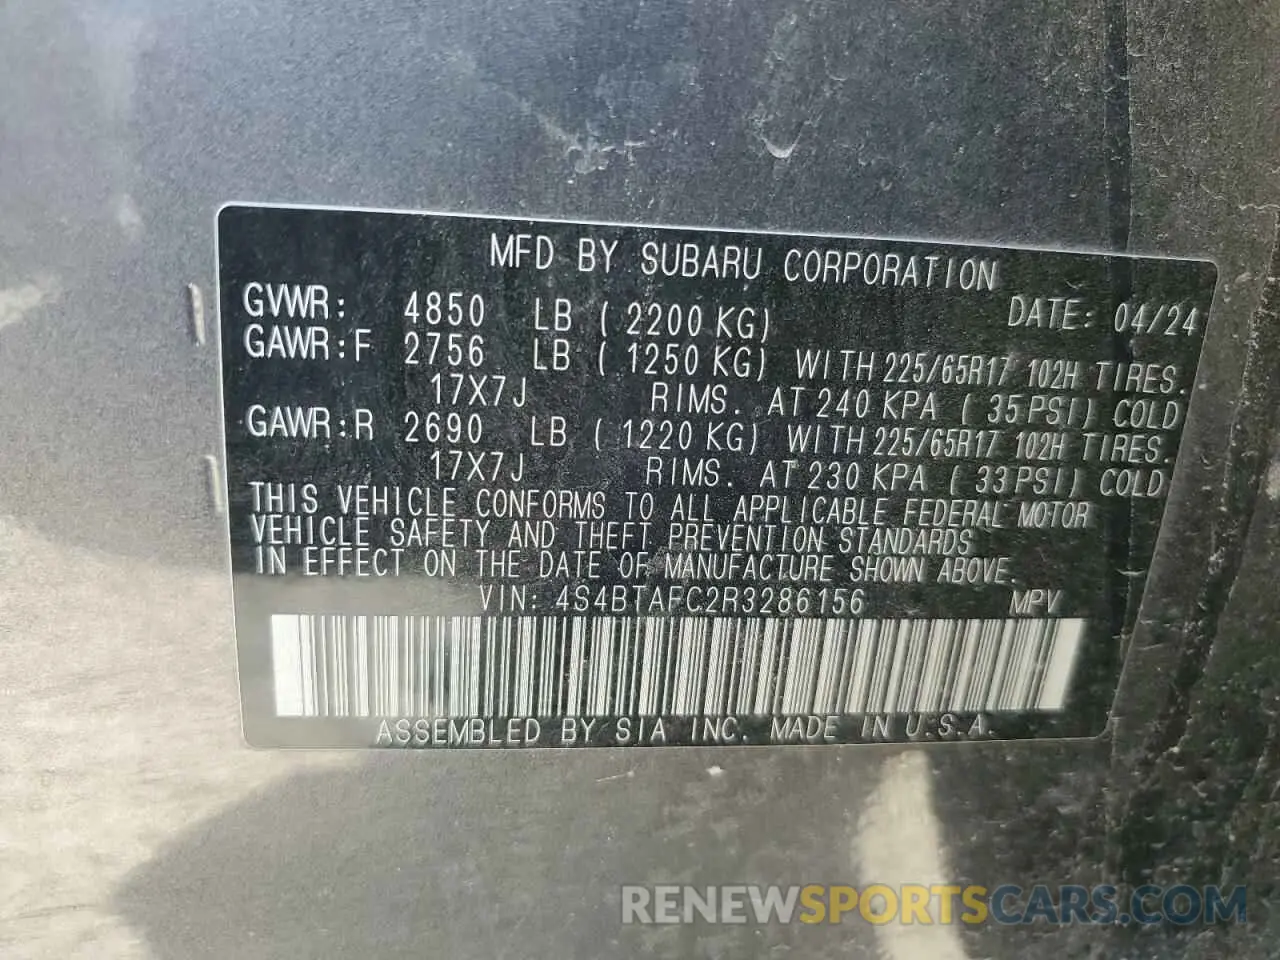 MFD BY SUBARU CORPORATION
GVWR: 4850 LB ( 2200 KG) DATE: 04/24
GAWR:F 2756 LB ( 1250 KG) WITH 225/65R17 102H TIRES.
17X7J RIMS. AT 240 KPA ( 35 PSI) COLD
GAWR:R 2690 LB ( 1220 KG) WITH 225/65R17 102H TIRES.
17X7J RIMS. AT 230 KPA ( 33 PSI) COLD
THIS VEHICLE CONFORMS TO ALL APPLICABLE FEDERAL MOTOR
VEHICLE SAFETY AND THEFT PREVENTION STANDARDS
IN EFFECT ON THE DATE OF MANUFACTURE SHOWN ABOVE.
VIN: 4S4BTAFC2R3286156 MPV
ASSEMBLED BY SIA INC. MADE IN U.S.A.
RENEWSPORTSCARS.COM